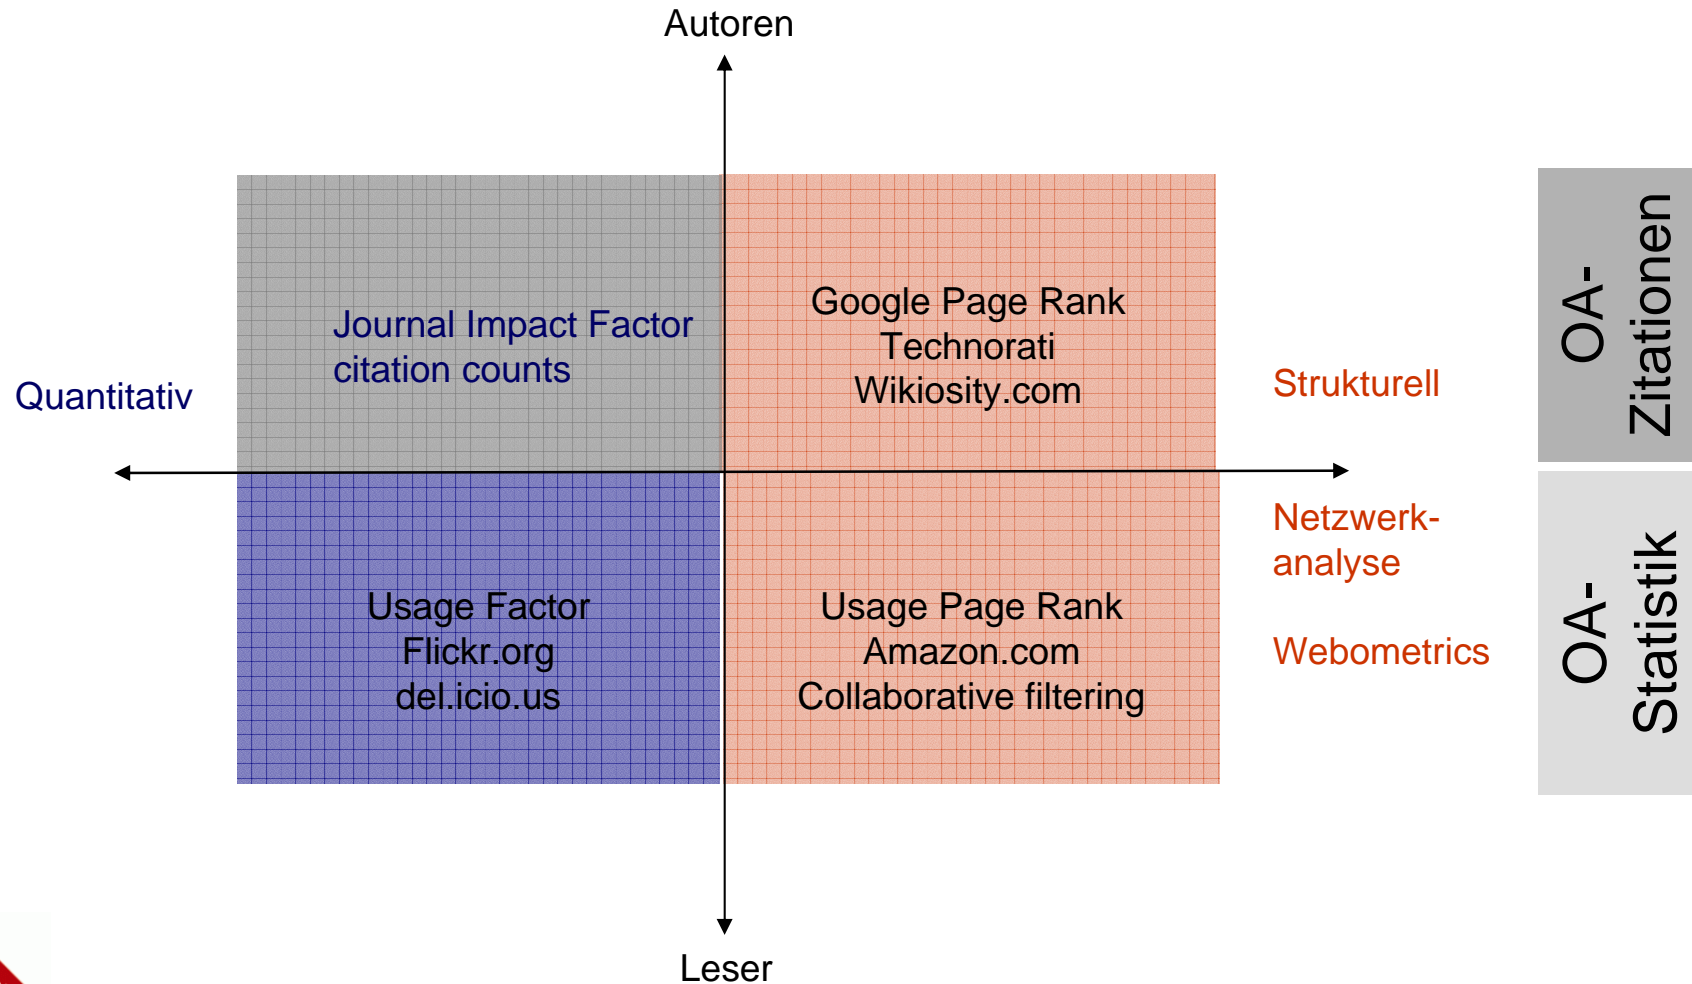 Autoren
Journal Impact Factor
citation counts
Google Page Rank
Technorati
Wikiosity.com
Quantitativ
Strukturell
OA-
Zitationen
Usage Factor
Flickr.org
del.icio.us
Usage Page Rank
Amazon.com
Collaborative filtering
Netzwerk-
analyse
Webometrics
OA-
Statistik
Leser